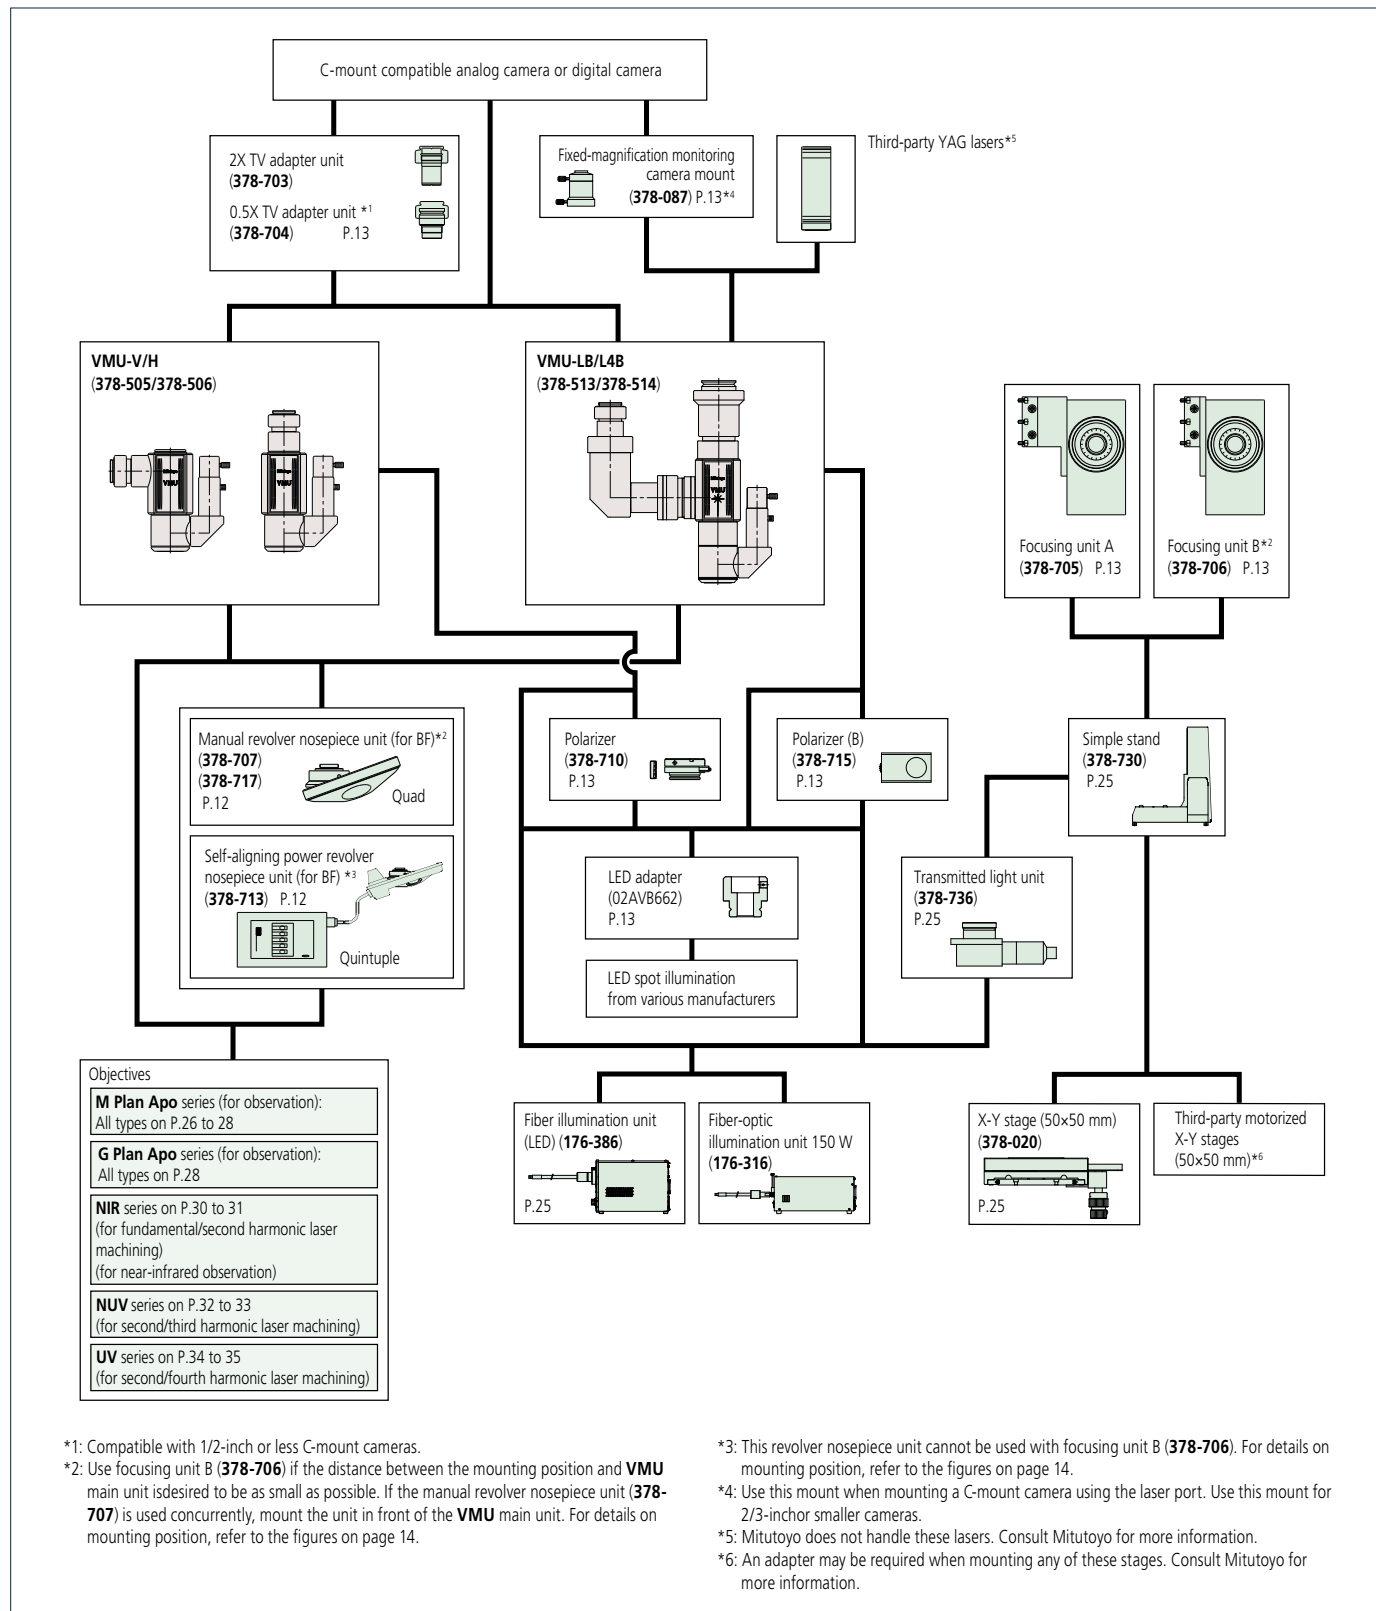 C-mount compatible analog camera or digital camera
2X TV adapter unit
(378-703)
0.5X TV adapter unit *1
(378-704) P.13
Fixed-magnification monitoring
camera mount
(378-087) P.13*4
Third-party YAG lasers*5
VMU-V/H
(378-505/378-506)
Mitutoyo
VMU
Mitutoyo
VMU
VMU-LB/L4B
(378-513/378-514)
Mitutoyo
VMU
Focusing unit A
(378-705) P.13
Focusing unit B*2
(378-706) P.13
Manual revolver nosepiece unit (for BF)*2
(378-707)
(378-717)
P.12
Quad
Self-aligning power revolver
nosepiece unit (for BF) *3
(378-713) P.12
Quintuple
Polarizer
(378-710)
P.13
Polarizer (B)
(378-715)
P.13
Simple stand
(378-730)
P.25
LED adapter
(02AVB662)
P.13
LED spot illumination
from various manufacturers
Transmitted light unit
(378-736)
P.25
Objectives
M Plan Apo series (for observation):
All types on P.26 to 28
G Plan Apo series (for observation):
All types on P.28
NIR series on P.30 to 31
(for fundamental/second harmonic laser
machining)
(for near-infrared observation)
NUV series on P.32 to 33
(for second/third harmonic laser machining)
UV series on P.34 to 35
(for second/fourth harmonic laser machining)
Fiber illumination unit
(LED) (176-386)
P.25
Fiber-optic
illumination unit 150 W
(176-316)
X-Y stage (50×50 mm)
(378-020)
P.25
Third-party motorized
X-Y stages
(50×50 mm)*6
*1: Compatible with 1/2-inch or less C-mount cameras.
*2: Use focusing unit B (378-706) if the distance between the mounting position and VMU
main unit isdesired to be as small as possible. If the manual revolver nosepiece unit (378-
707) is used concurrently, mount the unit in front of the VMU main unit. For details on
mounting position, refer to the figures on page 14.
*3: This revolver nosepiece unit cannot be used with focusing unit B (378-706). For details on
mounting position, refer to the figures on page 14.
*4: Use this mount when mounting a C-mount camera using the laser port. Use this mount for
2/3-inchor smaller cameras.
*5: Mitutoyo does not handle these lasers. Consult Mitutoyo for more information.
*6: An adapter may be required when mounting any of these stages. Consult Mitutoyo for
more information.